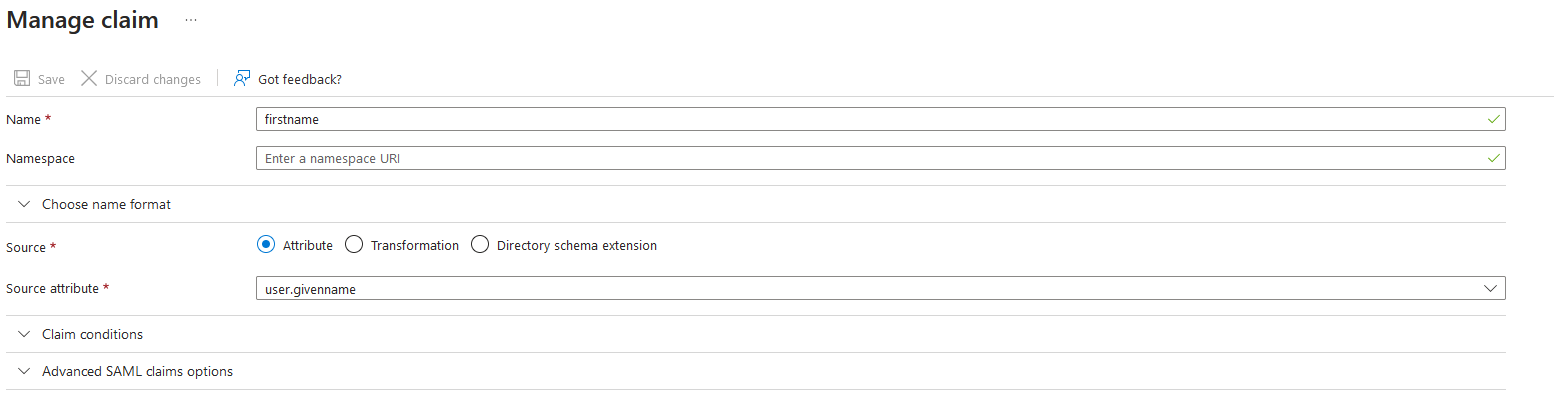 Manage claim ...
Save Discard changes Got feedback?
Name * firstname
Namespace Enter a namespace URI
Choose name format
Source * Attribute Transformation Directory schema extension
Source attribute * user.givenname
Claim conditions
Advanced SAML claims options